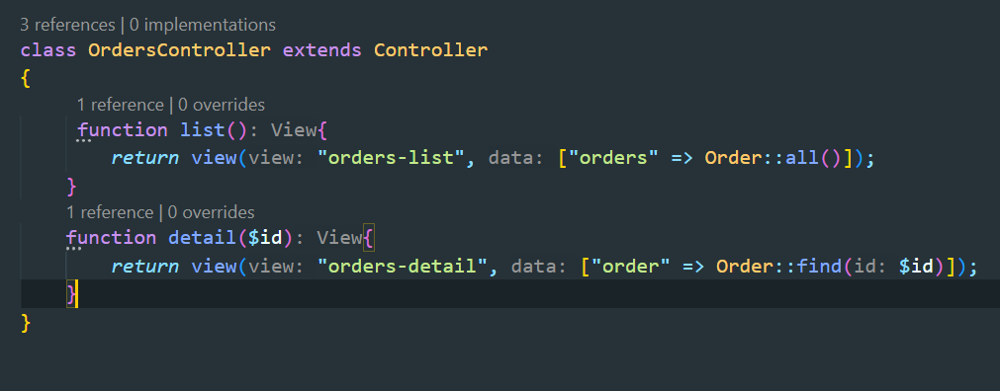 3 references | 0 implementations
class OrdersController extends Controller
{
1 reference | 0 overrides
function list(): View{
return view(view: "orders-list", data: ["orders" => Order::all()]);
}
1 reference | 0 overrides
function detail($id): View{
return view(view: "orders-detail", data: ["order" => Order::find(id: $id)]);
}
}